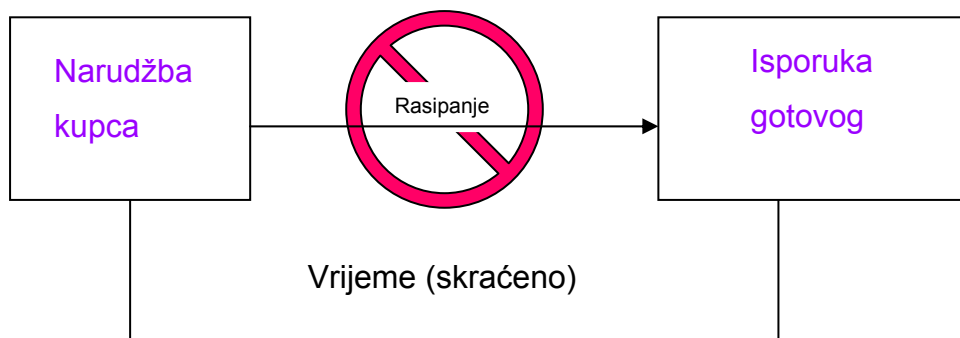 Narudžba
kupca
Rasipanje
Isporuka
gotovog
Vrijeme (skraćeno)